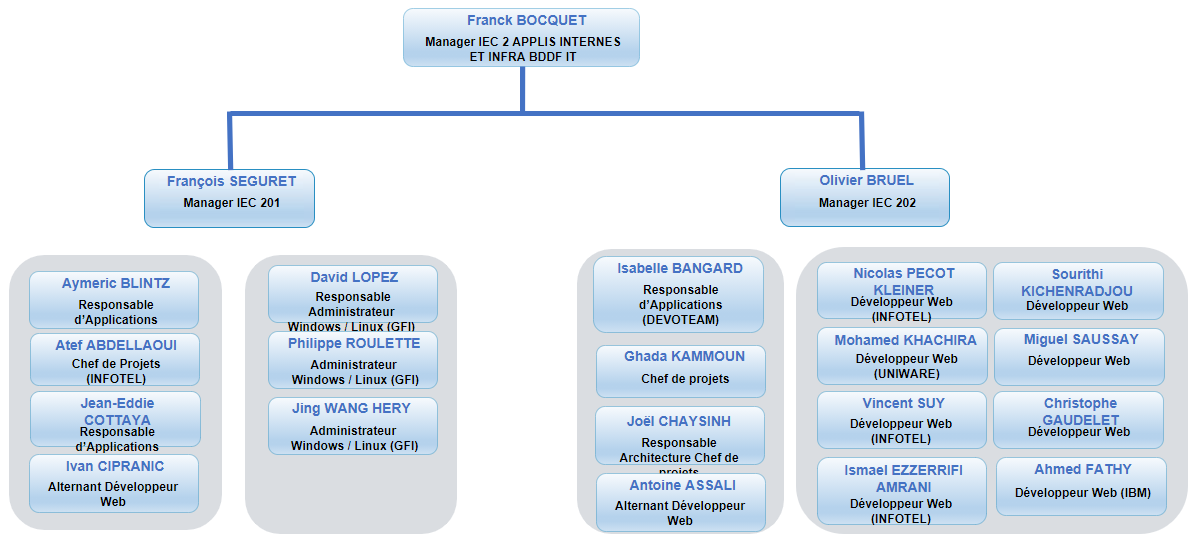 Franck BOCQUET
Manager IEC 2 APPLIS INTERNES
ET INFRA BDDF IT
François SEGURET
Manager IEC 201
Olivier BRUEL
Manager IEC 202
Aymeric BLINTZ
Responsable
d’Applications
Atef ABDELLAOUI
Chef de Projets
(INFOTEL)
Jean-Eddie
COTTAYA
Responsable
d’Applications
Ivan CIPRANIC
Alternant Développeur
Web
David LOPEZ
Responsable
Administrateur
Windows / Linux (GFI)
Philippe ROULETTE
Administrateur
Windows / Linux (GFI)
Jing WANG HERY
Administrateur
Windows / Linux (GFI)
Isabelle BANGARD
Responsable
d’Applications
(DEVOTEAM)
Ghada KAMMOUN
Chef de projets
Joël CHAYSINH
Responsable
Architecture Chef de
projets
Antoine ASSALI
Alternant Développeur
Web
Nicolas PECOT
KLEINER
Développeur Web
(INFOTEL)
Mohamed KHACHIRA
Développeur Web
(UNIWARE)
Vincent SUY
Développeur Web
(INFOTEL)
Ismael EZZERRIFI
AMRANI
Développeur Web
(INFOTEL)
Sourithi
KICHENRADJOU
Développeur Web
Miguel SAUSSAY
Développeur Web
Christophe
GAUDELET
Développeur Web
Ahmed FATHY
Développeur Web (IBM)